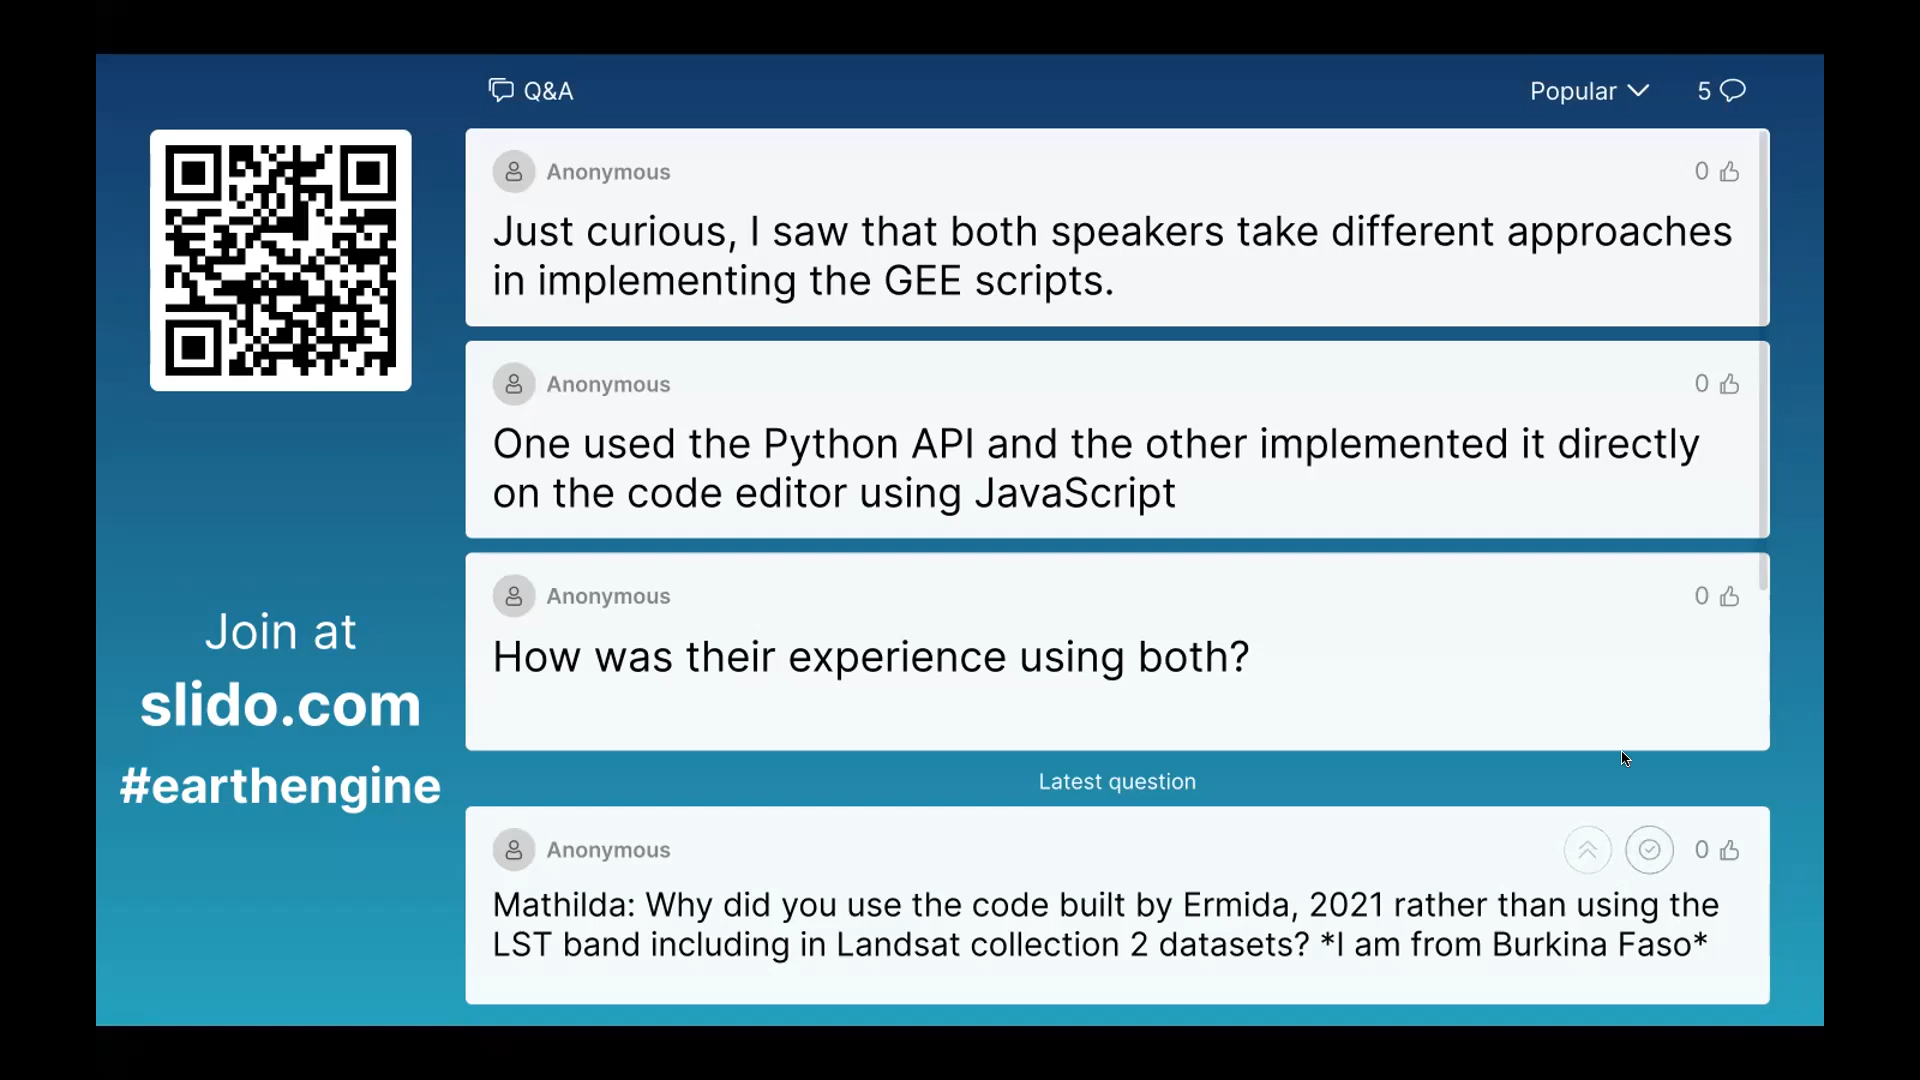 Q&A
Popular
5
Anonymous
0
Just curious, I saw that both speakers take different approaches
in implementing the GEE scripts.
Anonymous
0
One used the Python API and the other implemented it directly
on the code editor using JavaScript
Anonymous
0
How was their experience using both?
Join at
slido.com
#earthengine
Latest question
Anonymous
0
Mathilda: Why did you use the code built by Ermida, 2021 rather than using the
LST band including in Landsat collection 2 datasets? *I am from Burkina Faso*